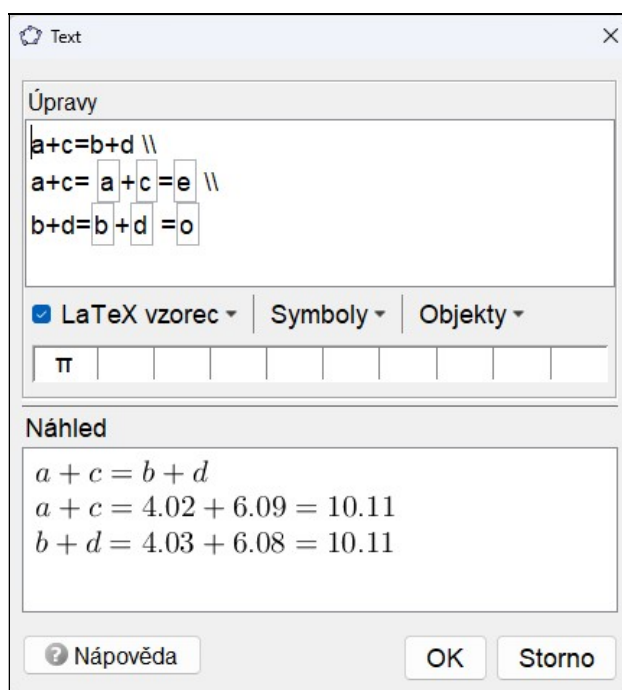 Text
Úpravy
a+c=b+d \\
a+c= a +c =e \\
b+d=b +d =o
LaTeX vzorec Symboly Objekty
π
Náhled
a + c = b + d
a + c = 4.02 + 6.09 = 10.11
b + d = 4.03 + 6.08 = 10.11
Nápověda OK Storno